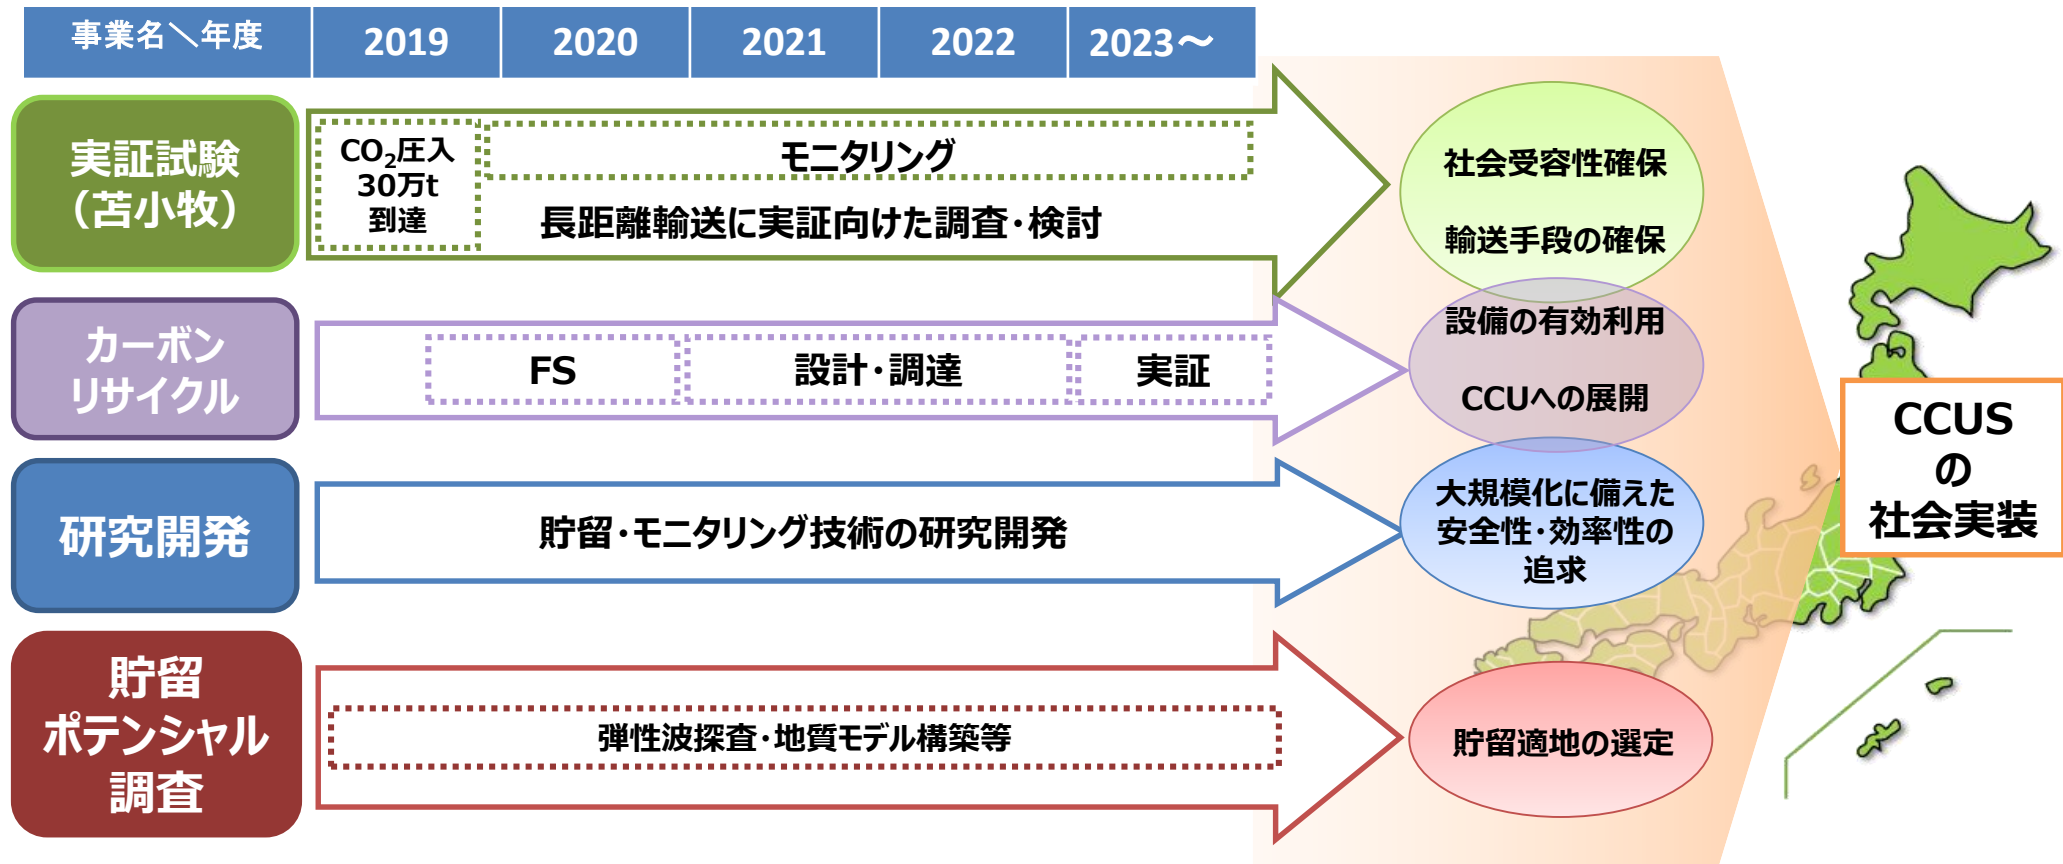 事業名＼年度
2019
2020
2021
2022
2023～
実証試験
（苫小牧）
CO₂圧入
30万t
到達
モニタリング
長距離輸送に実証向けた調査・検討
社会受容性確保
輸送手段の確保
カーボン
リサイクル
FS
設計・調達
実証
設備の有効利用
CCUへの展開
研究開発
貯留・モニタリング技術の研究開発
大規模化に備えた
安全性・効率性の
追求
貯留
ポテンシャル
調査
弾性波探査・地質モデル構築等
貯留適地の選定
CCUS
の
社会実装